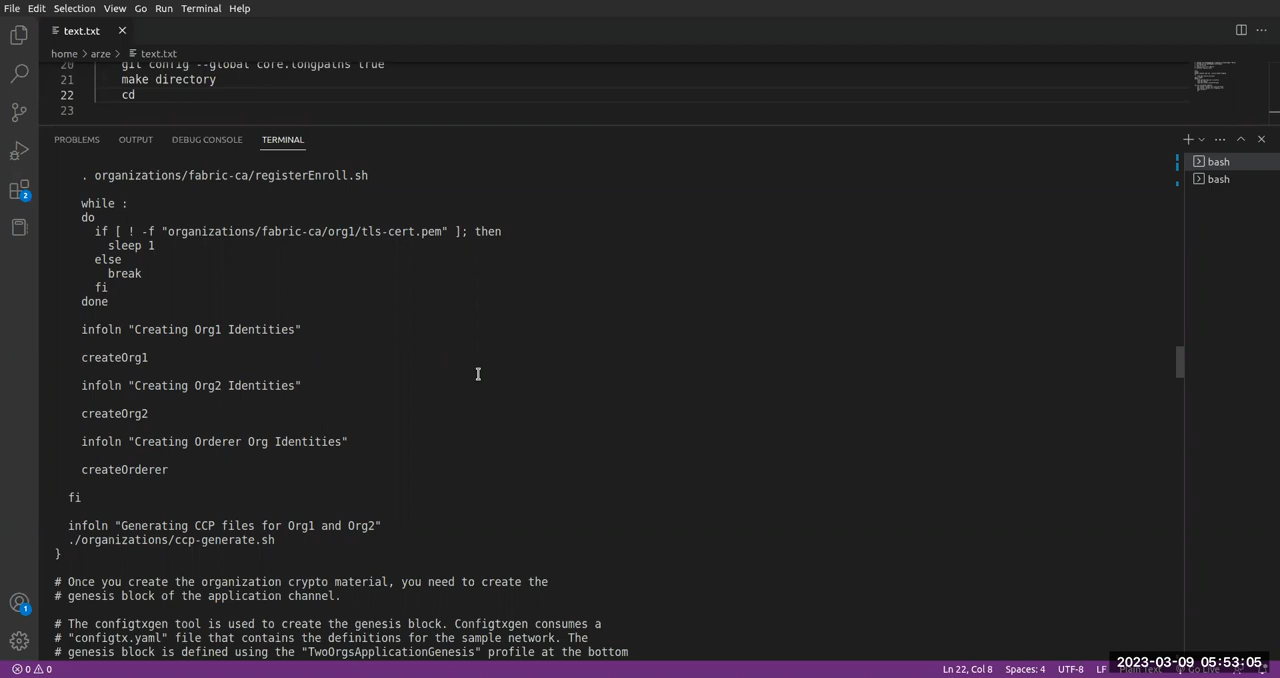 File Edit Selection View Go Run Terminal Help
text.txt
home > arze > text.txt
20 git config --global core.longpaths true
21 make directory
22 cd
23
PROBLEMS OUTPUT DEBUG CONSOLE TERMINAL
bash
bash
. organizations/fabric-ca/registerEnroll.sh
while :
do
if [ ! -f "organizations/fabric-ca/org1/tls-cert.pem" ]; then
sleep 1
else
break
fi
done
infoln "Creating Org1 Identities"
createOrg1
infoln "Creating Org2 Identities"
createOrg2
infoln "Creating Orderer Org Identities"
createOrderer
fi
infoln "Generating CCP files for Org1 and Org2"
./organizations/ccp-generate.sh
}
# Once you create the organization crypto material, you need to create the
# genesis block of the application channel.
# The configtxgen tool is used to create the genesis block. Configtxgen consumes a
# "configtx.yaml" file that contains the definitions for the sample network. The
# genesis block is defined using the "TwoOrgsApplicationGenesis" profile at the bottom
2
1
0 0 Ln 22, Col 8 Spaces: 4 UTF-8 LF
2023-03-09 05:53:05